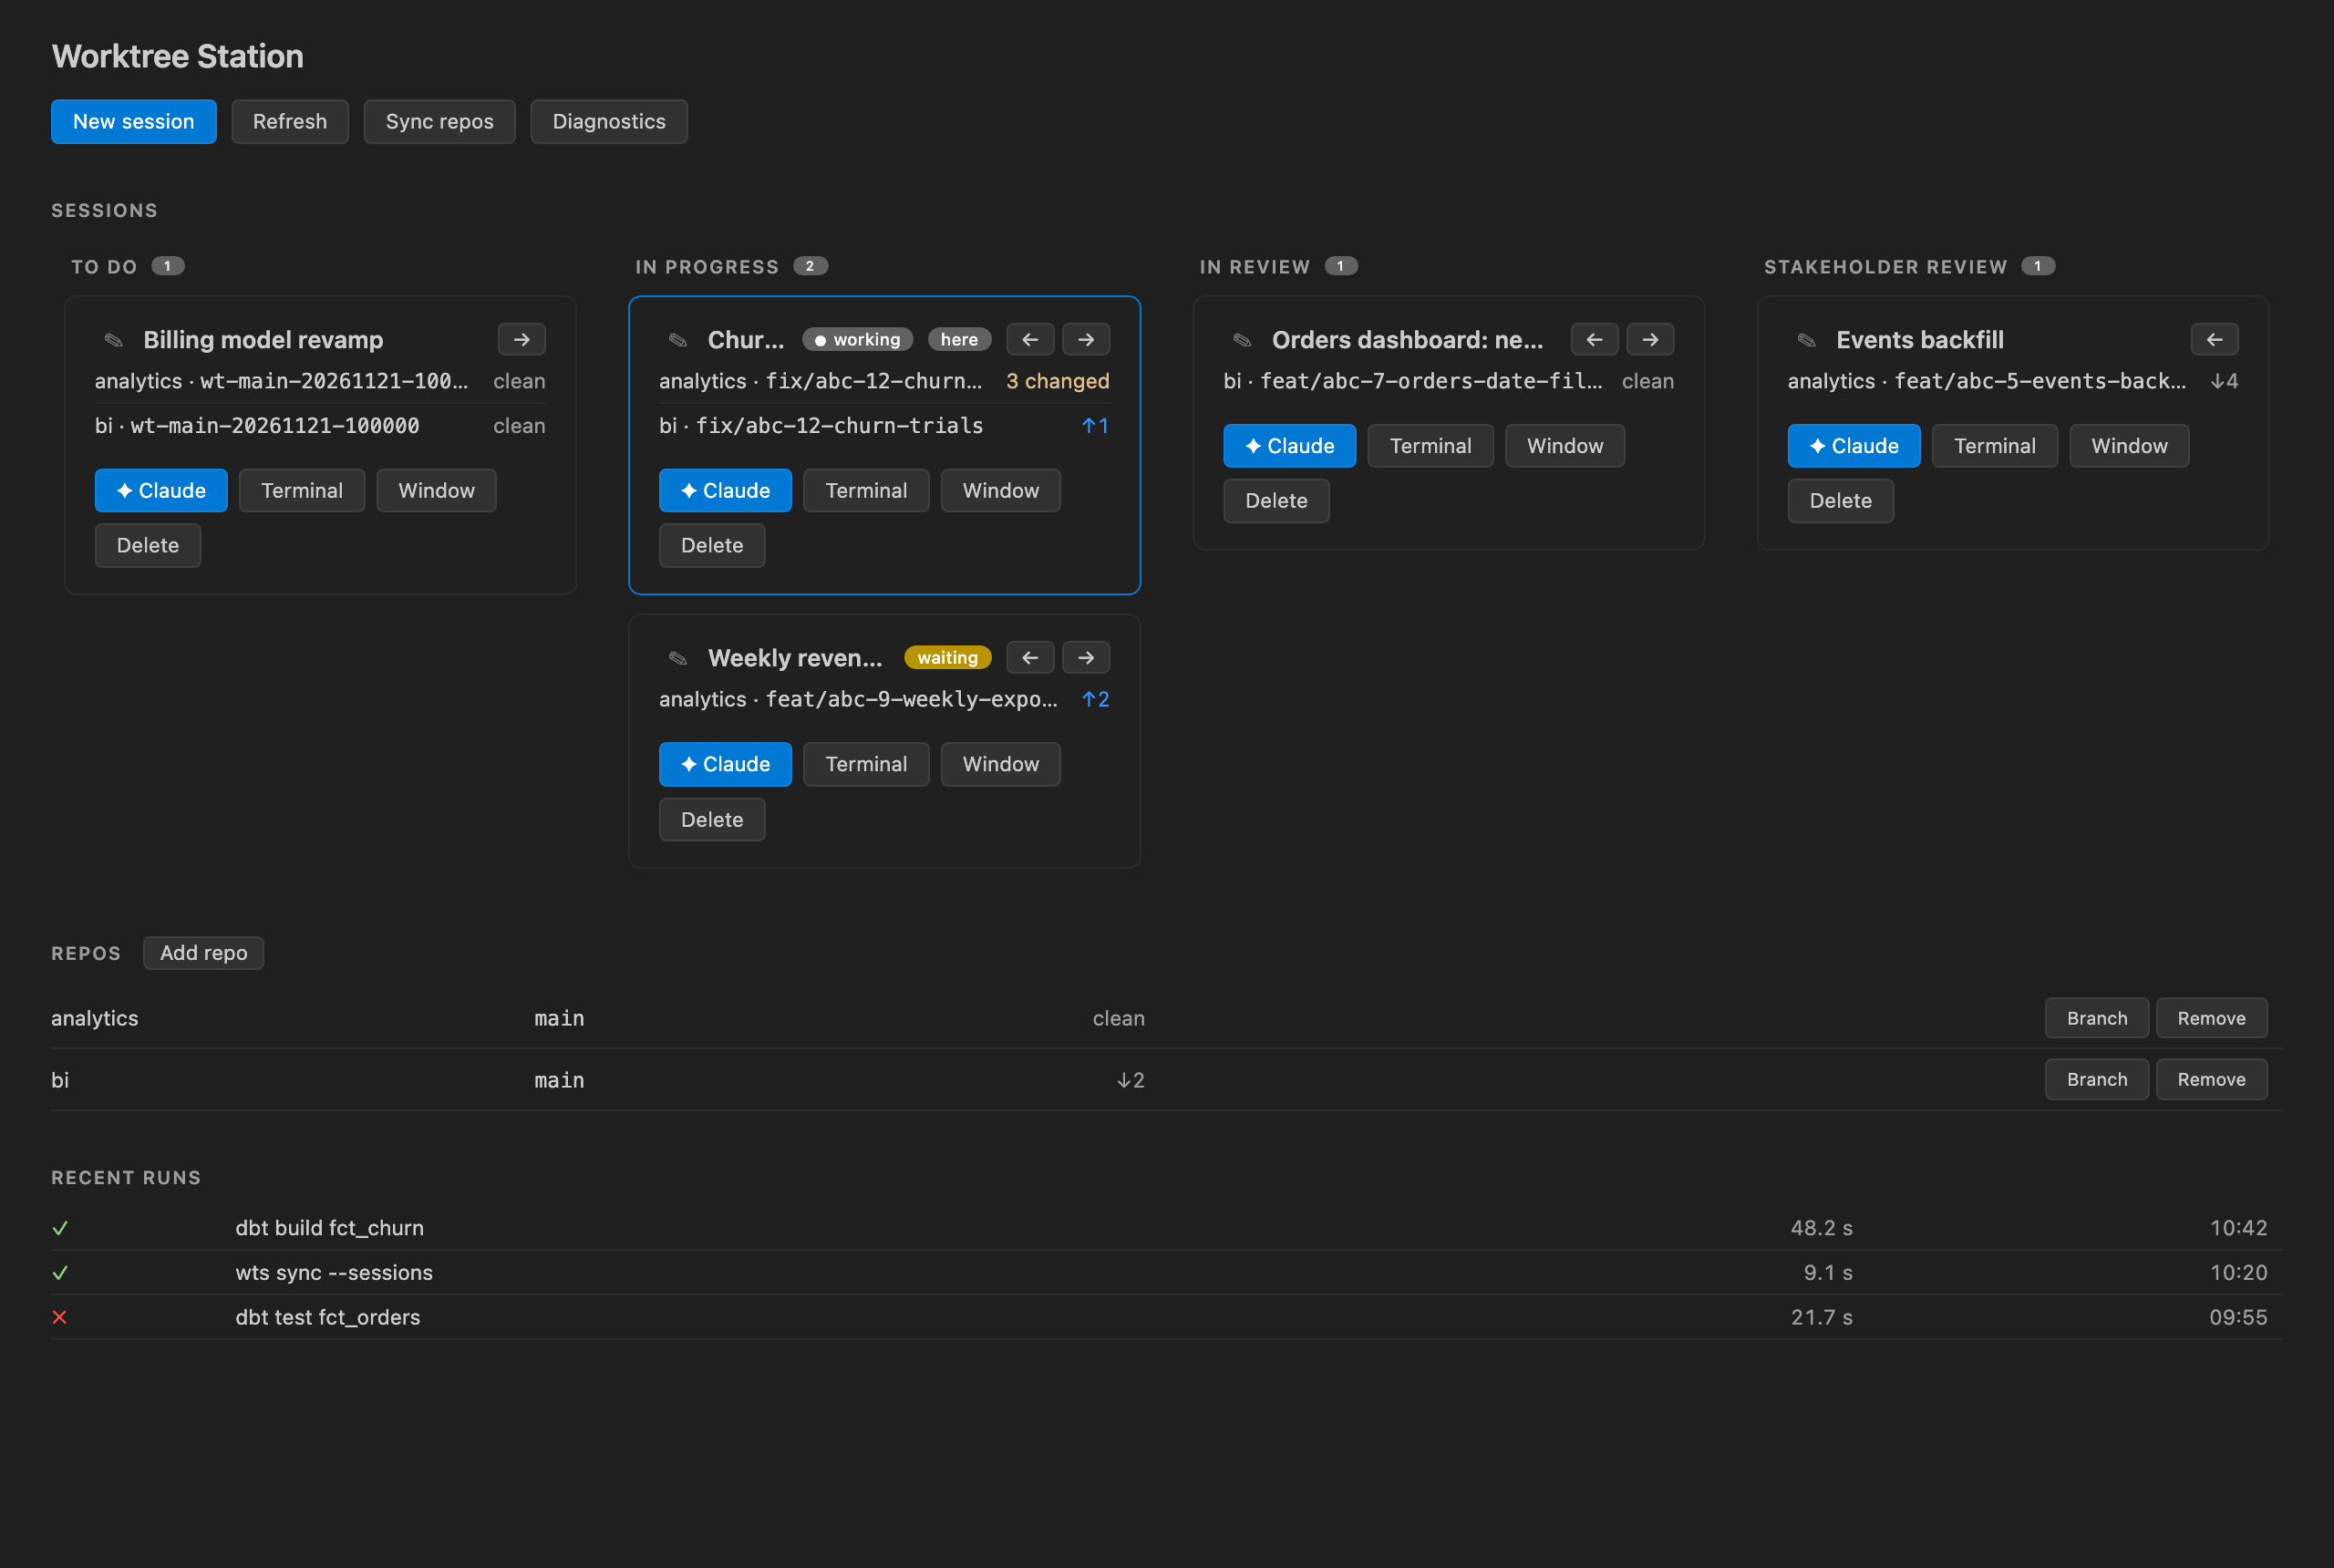 Worktree Station
New session Refresh Sync repos Diagnostics
SESSIONS
TO DO 1
Billing model revamp →
analytics · wt-main-20261121-100... clean
bi · wt-main-20261121-100000 clean
✦ Claude Terminal Window
Delete
IN PROGRESS 2
Chur... ● working here ← →
analytics · fix/abc-12-churn... 3 changed
bi · fix/abc-12-churn-trials ↑1
✦ Claude Terminal Window
Delete
Weekly reven... waiting ← →
analytics · feat/abc-9-weekly-expo... ↑2
✦ Claude Terminal Window
Delete
IN REVIEW 1
Orders dashboard: ne... ← →
bi · feat/abc-7-orders-date-fil... clean
✦ Claude Terminal Window
Delete
STAKEHOLDER REVIEW 1
Events backfill ←
analytics · feat/abc-5-events-back... ↓4
✦ Claude Terminal Window
Delete
REPOS Add repo
analytics main clean Branch Remove
bi main ↓2 Branch Remove
RECENT RUNS
✓ dbt build fct_churn 48.2 s 10:42
✓ wts sync --sessions 9.1 s 10:20
✕ dbt test fct_orders 21.7 s 09:55